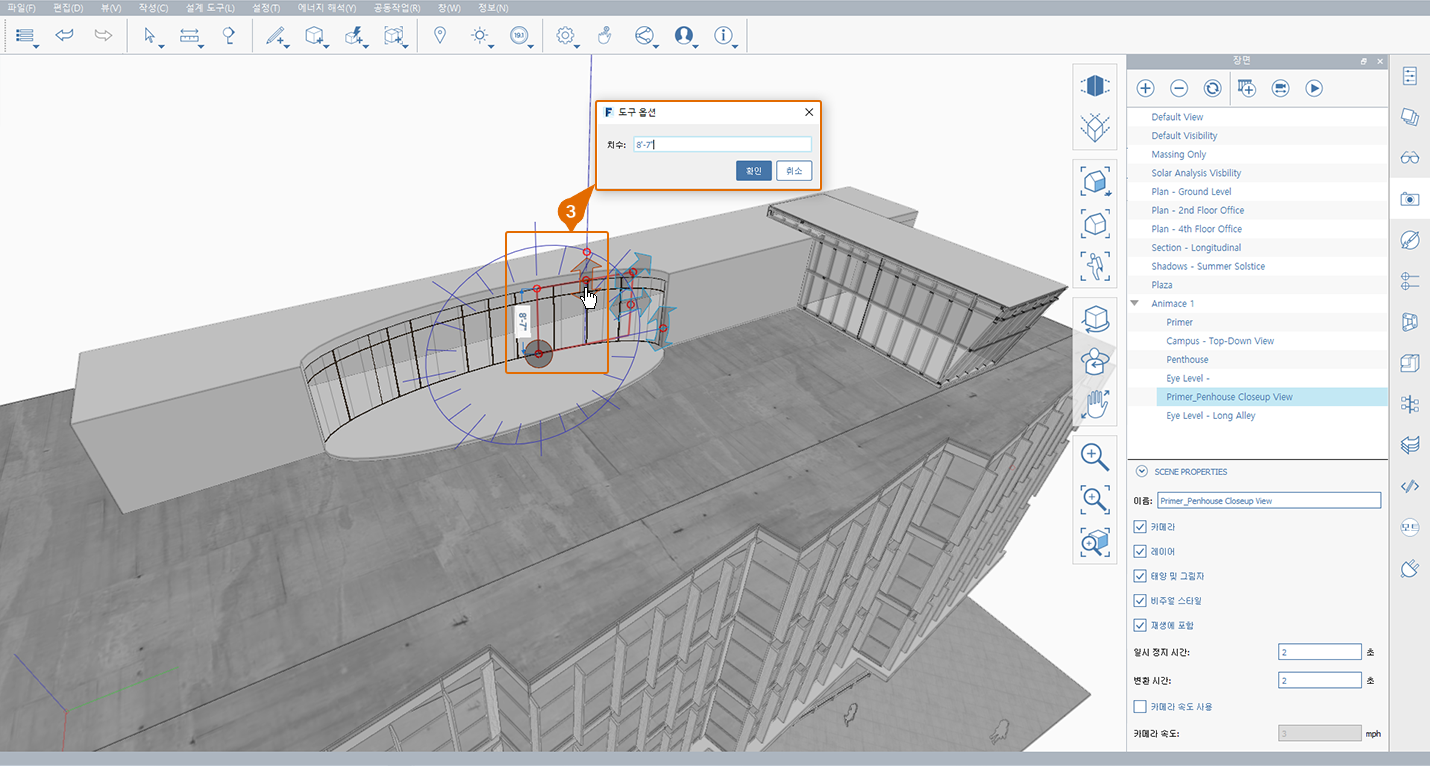 파일(F) 편집(D) 뷰(V) 작성(C) 설계 도구(L) 설정(T) 에너지 해석(Y) 공동작업(R) 창(W) 정보(N)
191
장면
F 도구 옵션
치수: 8'-7"
확인 취소
3
8'-7"
Default View
Default Visibility
Massing Only
Solar Analysis Visbility
Plan - Ground Level
Plan - 2nd Floor Office
Plan - 4th Floor Office
Section - Longitudinal
Shadows - Summer Solstice
Plaza
Animace 1
Primer
Campus - Top-Down View
Penthouse
Eye Level -
Primer_Penhouse Closeup View
Eye Level - Long Alley
SCENE PROPERTIES
이름: Primer_Penhouse Closeup View
카메라
레이어
태양 및 그림자
비주얼 스타일
재생에 포함
일시 정지 시간: 2 초
변환 시간: 2 초
카메라 속도 사용
카메라 속도: 3 mph
모드